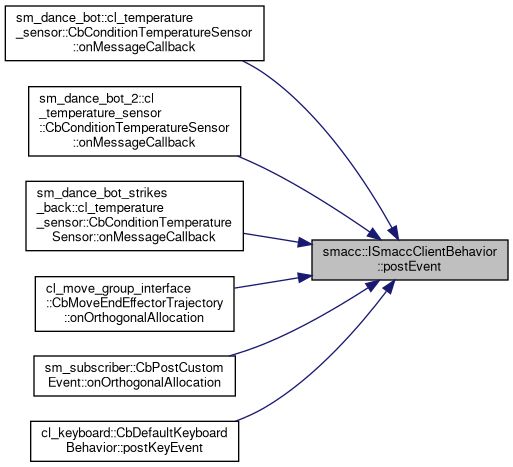 sm_dance_bot::cl_temperature
_sensor::CbConditionTemperatureSensor
::onMessageCallback
sm_dance_bot_2::cl
_temperature_sensor
::CbConditionTemperatureSensor
::onMessageCallback
sm_dance_bot_strikes
_back::cl_temperature
_sensor::CbConditionTemperature
Sensor::onMessageCallback
smacc::ISmaccClientBehavior
::postEvent
cl_move_group_interface
::CbMoveEndEffectorTrajectory
::onOrthogonalAllocation
sm_subscriber::CbPostCustom
Event::onOrthogonalAllocation
cl_keyboard::CbDefaultKeyboard
Behavior::postKeyEvent